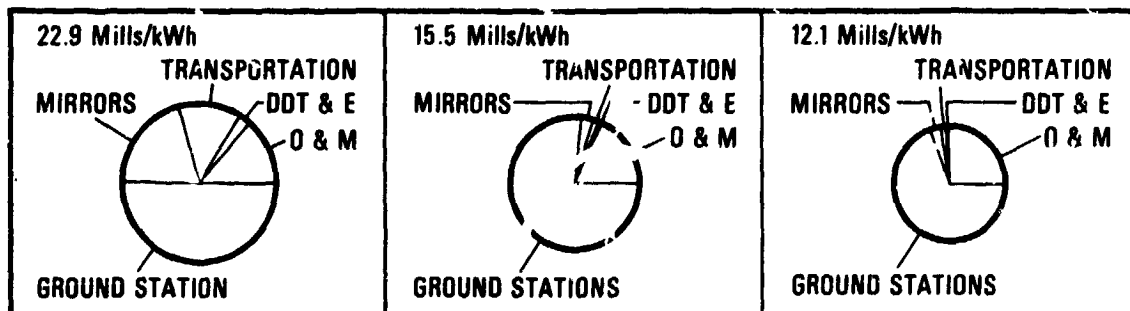 22.9 Mills/kWh
TRANSPORTATION
MIRRORS
DDT & E
O & M
GROUND STATION
15.5 Mills/kWh
TRANSPORTATION
MIRRORS
DDT & E
O & M
GROUND STATIONS
12.1 Mills/kWh
TRANSPORTATION
MIRRORS
DDT & E
O & M
GROUND STATIONS